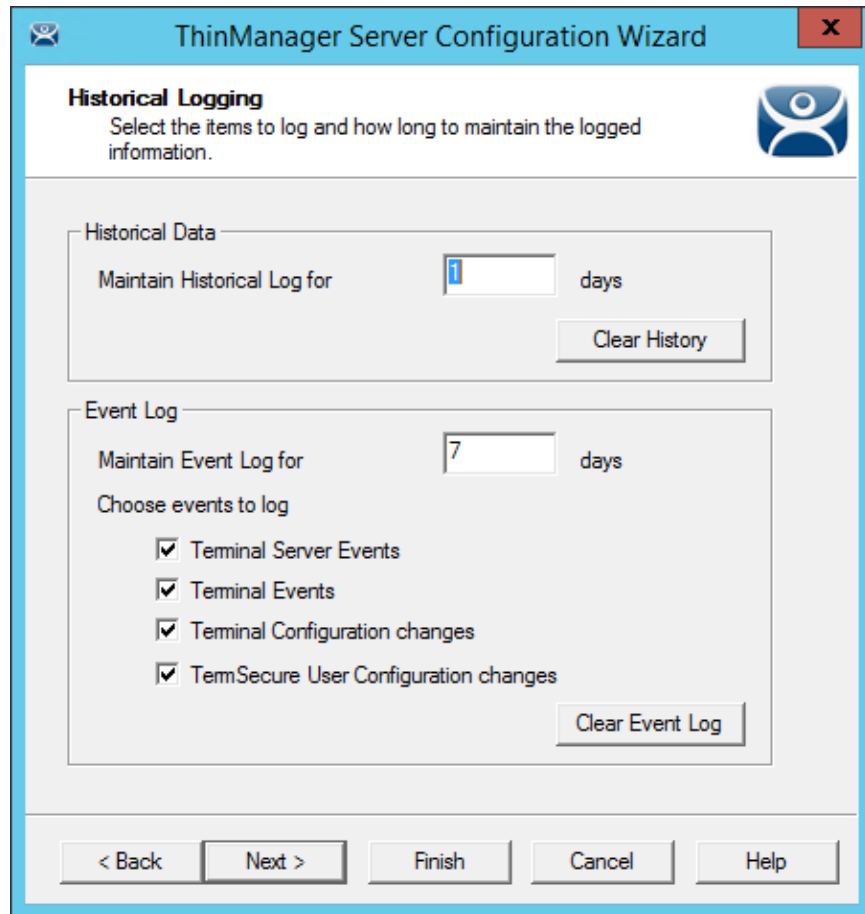 ThinManager Server Configuration Wizard
x
Historical Logging
Select the items to log and how long to maintain the logged
information.
Historical Data
Maintain Historical Log for 1 days
Clear History
Event Log
Maintain Event Log for 7 days
Choose events to log
Terminal Server Events
Terminal Events
Terminal Configuration changes
TermSecure User Configuration changes
Clear Event Log
< Back Next > Finish Cancel Help